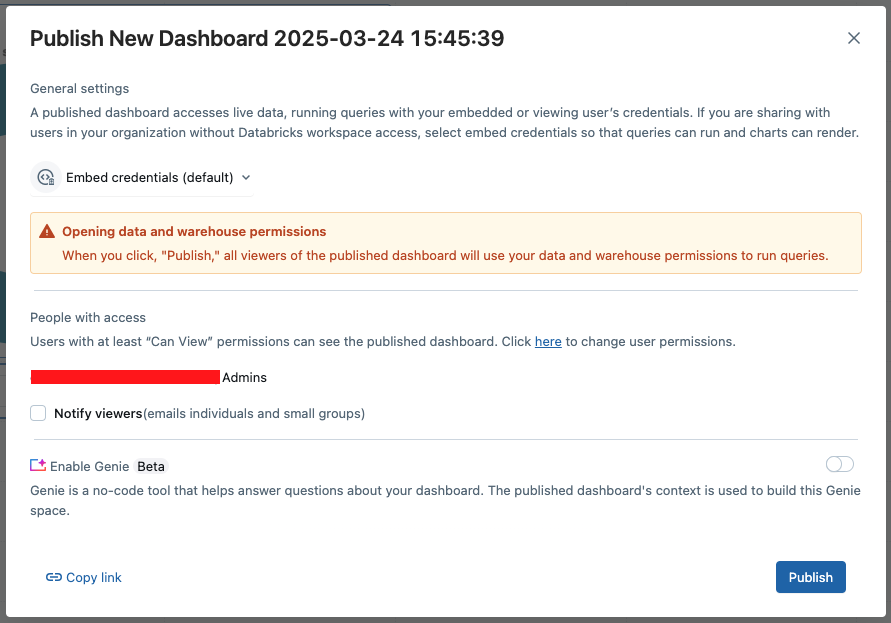 Publish New Dashboard 2025-03-24 15:45:39
General settings
A published dashboard accesses live data, running queries with your embedded or viewing user’s credentials. If you are sharing with
users in your organization without Databricks workspace access, select embed credentials so that queries can run and charts can render.
Embed credentials (default)
Opening data and warehouse permissions
When you click, "Publish," all viewers of the published dashboard will use your data and warehouse permissions to run queries.
People with access
Users with at least “Can View” permissions can see the published dashboard. Click here to change user permissions.
Admins
Notify viewers(emails individuals and small groups)
Enable Genie Beta
Genie is a no-code tool that helps answer questions about your dashboard. The published dashboard's context is used to build this Genie
space.
Copy link
Publish